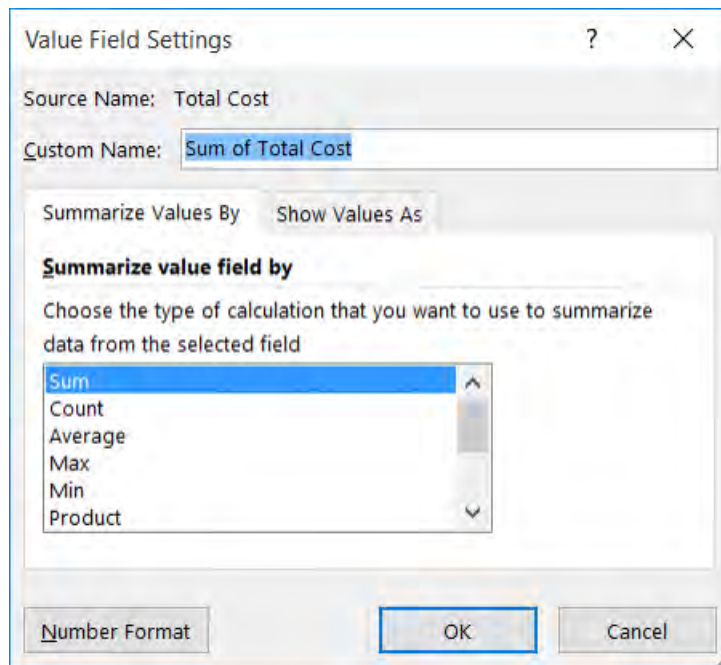 Value Field Settings ? ×
Source Name: Total Cost
Custom Name: Sum of Total Cost
Summarize Values By Show Values As
Summarize value field by
Choose the type of calculation that you want to use to summarize
data from the selected field
Sum
Count
Average
Max
Min
Product
Number Format OK Cancel